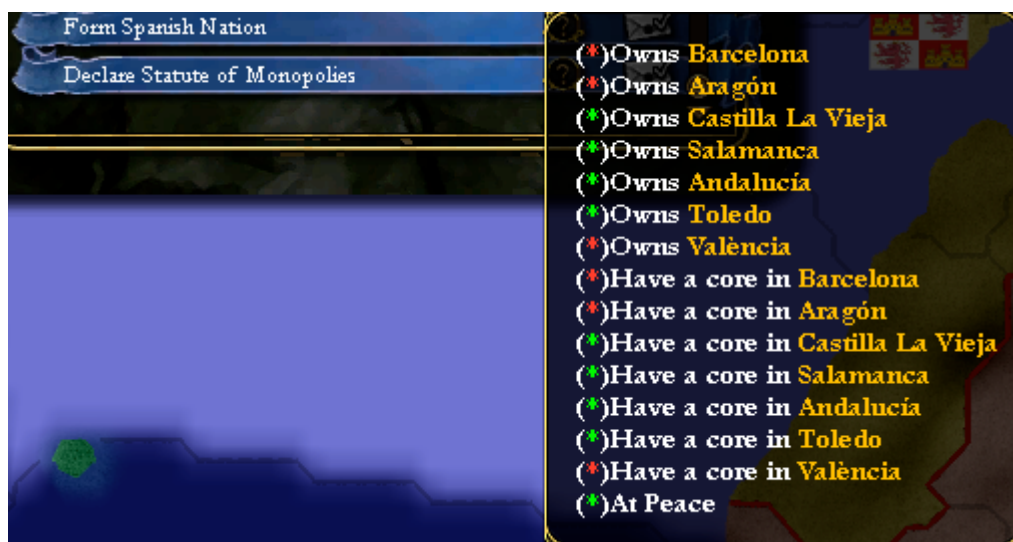 Form Spanish Nation
Declare Statute of Monopolies
(*)Owns Barcelona
(*)Owns Aragón
(*)Owns Castilla La Vieja
(*)Owns Salamanca
(*)Owns Andalucía
(*)Owns Toledo
(*)Owns València
(*)Have a core in Barcelona
(*)Have a core in Aragón
(*)Have a core in Castilla La Vieja
(*)Have a core in Salamanca
(*)Have a core in Andalucía
(*)Have a core in Toledo
(*)Have a core in València
(*)At Peace